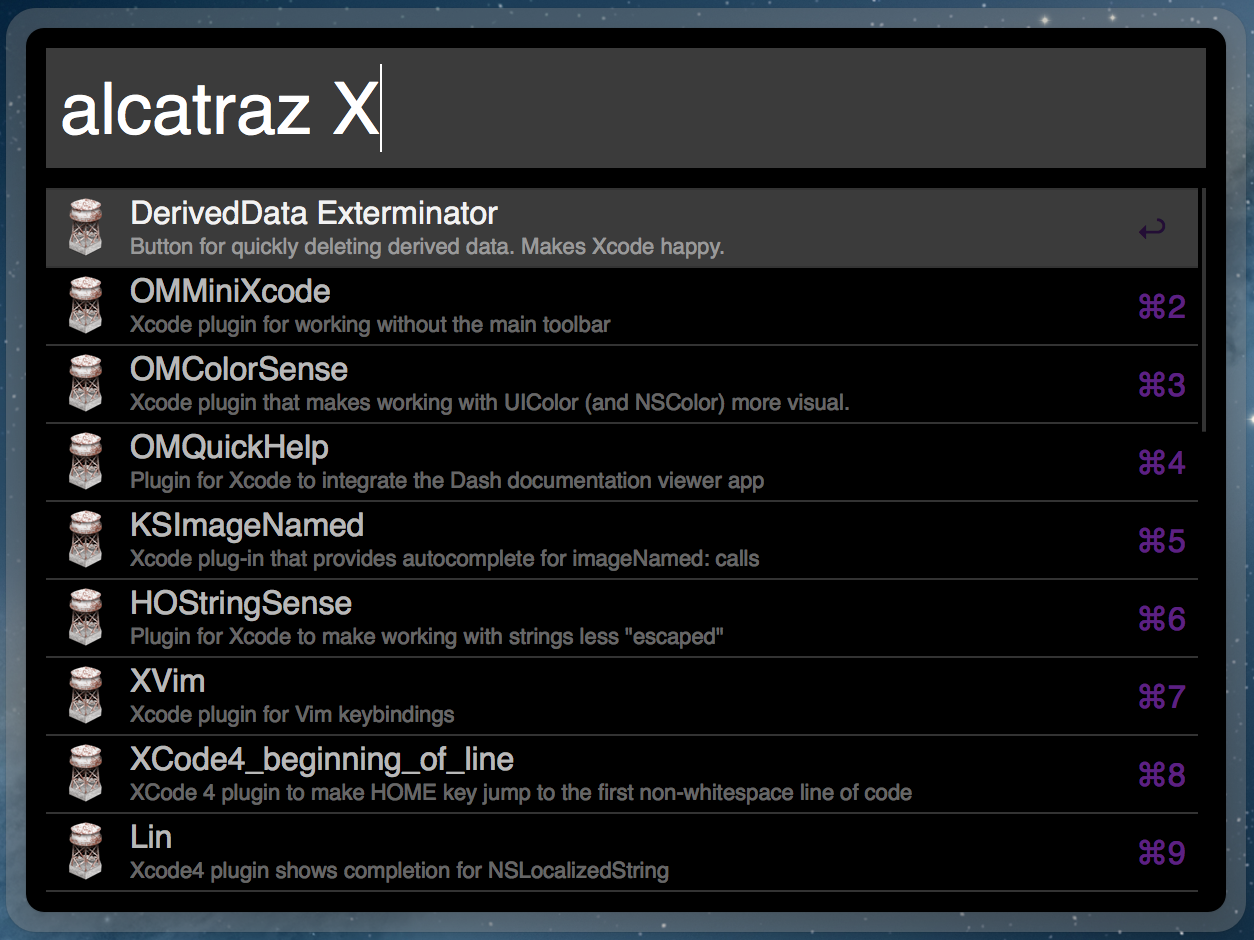 alcatraz X
DerivedData Exterminator
Button for quickly deleting derived data. Makes Xcode happy.
↩
OMMiniXcode
Xcode plugin for working without the main toolbar
⌘2
OMColorSense
Xcode plugin that makes working with UIColor (and NSColor) more visual.
⌘3
OMQuickHelp
Plugin for Xcode to integrate the Dash documentation viewer app
⌘4
KSImageNamed
Xcode plug-in that provides autocomplete for imageNamed: calls
⌘5
HOStringSense
Plugin for Xcode to make working with strings less "escaped"
⌘6
XVim
Xcode plugin for Vim keybindings
⌘7
XCode4_beginning_of_line
XCode 4 plugin to make HOME key jump to the first non-whitespace line of code
⌘8
Lin
Xcode4 plugin shows completion for NSLocalizedString
⌘9